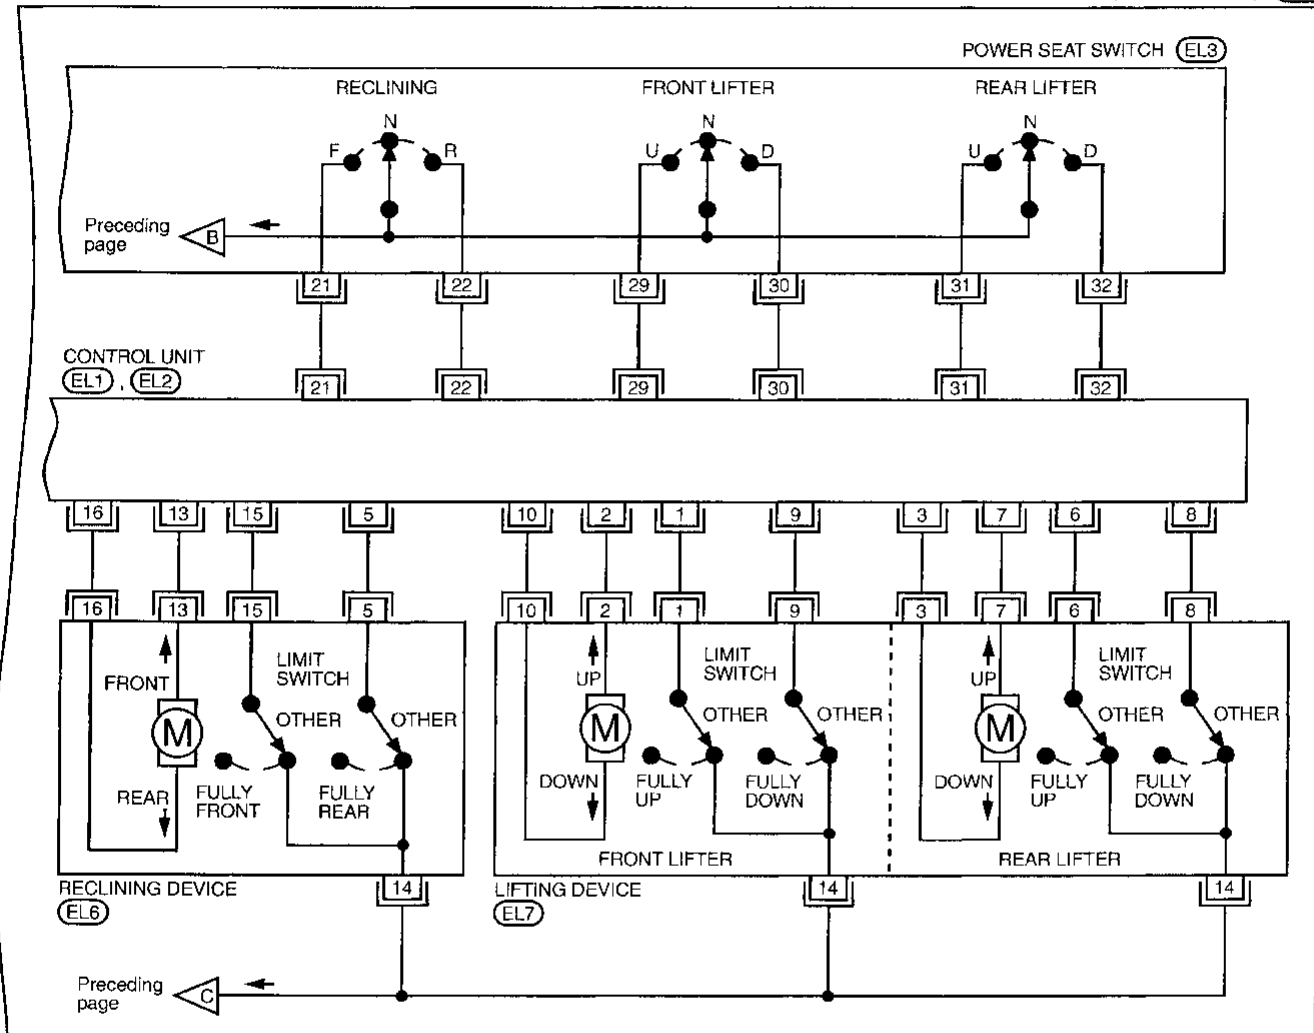 POWER SEAT SWITCH EL3
RECLINING FRONT LIFTER REAR LIFTER
N N N
F R U D U D
Preceding
page
B
21 22 29 30 31 32
CONTROL UNIT
EL1 , EL2
21 22 29 30 31 32
16 13 15 5 10 2 1 9 3 7 6 8
16 13 15 5 10 2 1 9 3 7 6 8
FRONT
M
REAR
LIMIT
SWITCH
OTHER OTHER
FULLY
FRONT
FULLY
REAR
UP
M
DOWN
LIMIT
SWITCH
OTHER OTHER
FULLY
UP
FULLY
DOWN
FRONT LIFTER
UP
M
DOWN
LIMIT
SWITCH
OTHER OTHER
FULLY
UP
FULLY
DOWN
REAR LIFTER
RECLINING DEVICE
EL6
14
LIFTING DEVICE
EL7
14 14
Preceding
page
C